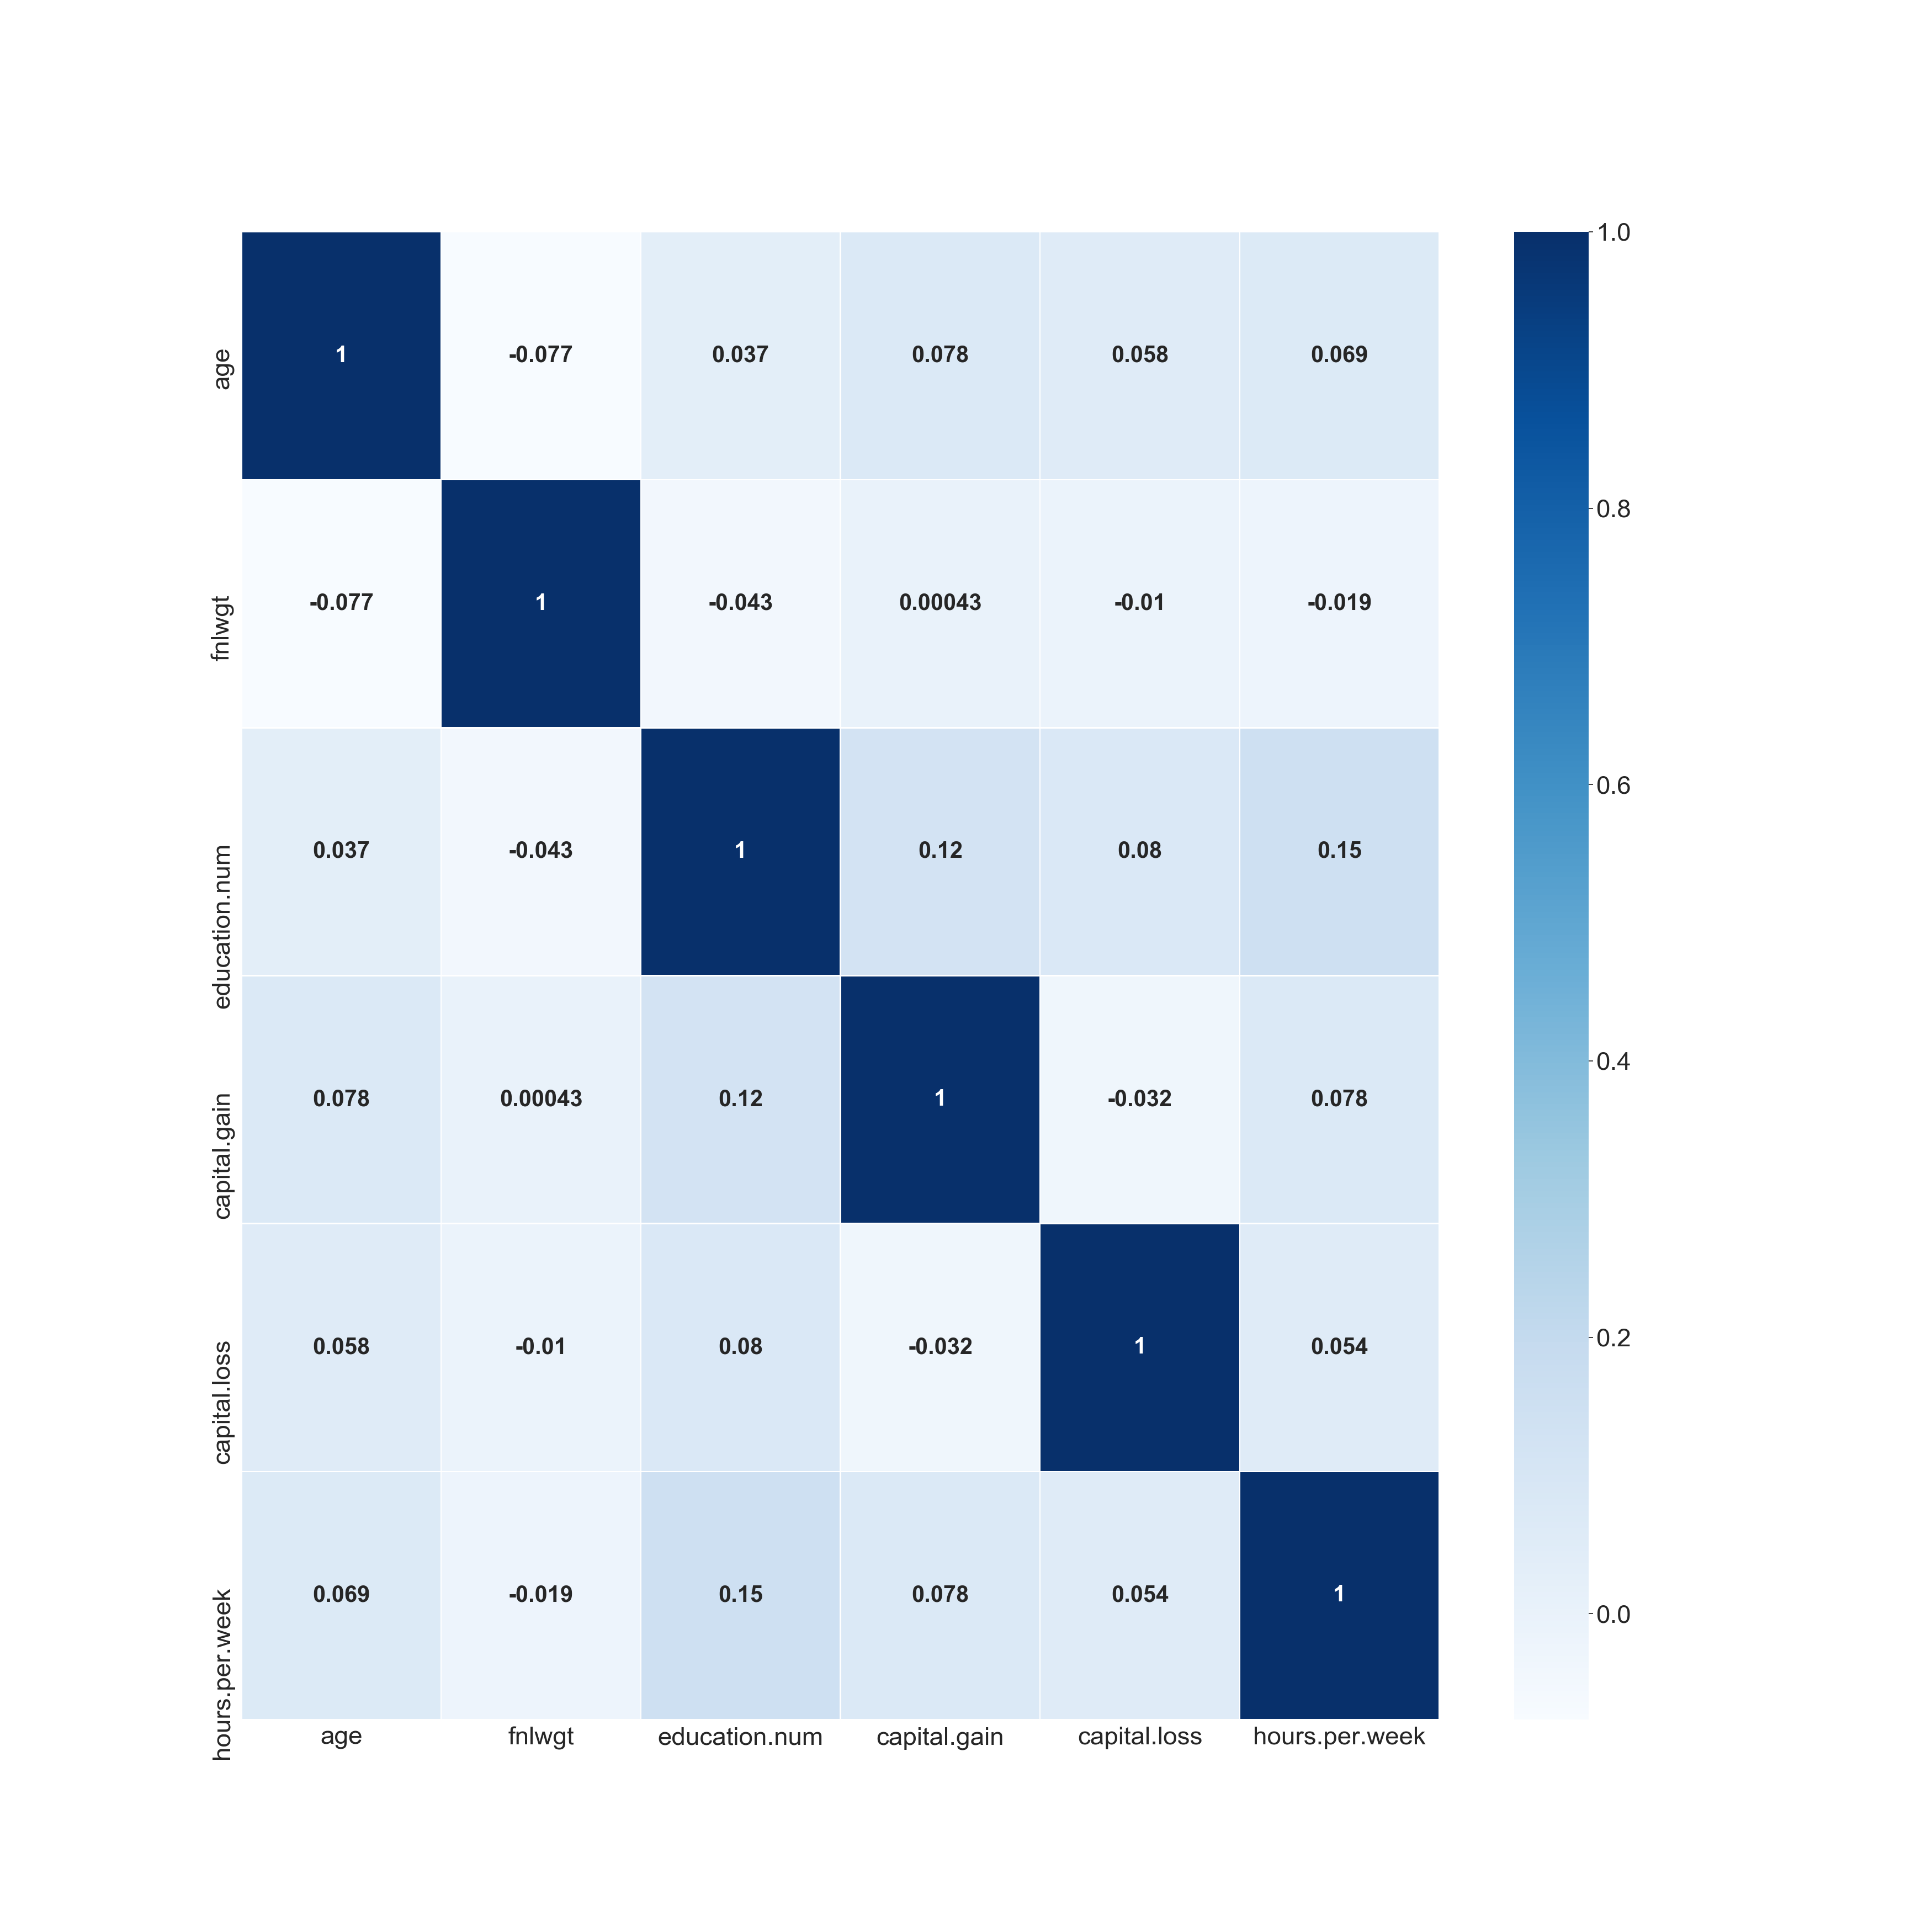 1.0
age 1 -0.077 0.037 0.078 0.058 0.069
0.8
fnlwgt -0.077 1 -0.043 0.00043 -0.01 -0.019
0.6
education.num 0.037 -0.043 1 0.12 0.08 0.15
0.4
capital.gain 0.078 0.00043 0.12 1 -0.032 0.078
0.2
capital.loss 0.058 -0.01 0.08 -0.032 1 0.054
hours.per.week 0.069 -0.019 0.15 0.078 0.054 1
0.0
age fnlwgt education.num capital.gain capital.loss hours.per.week